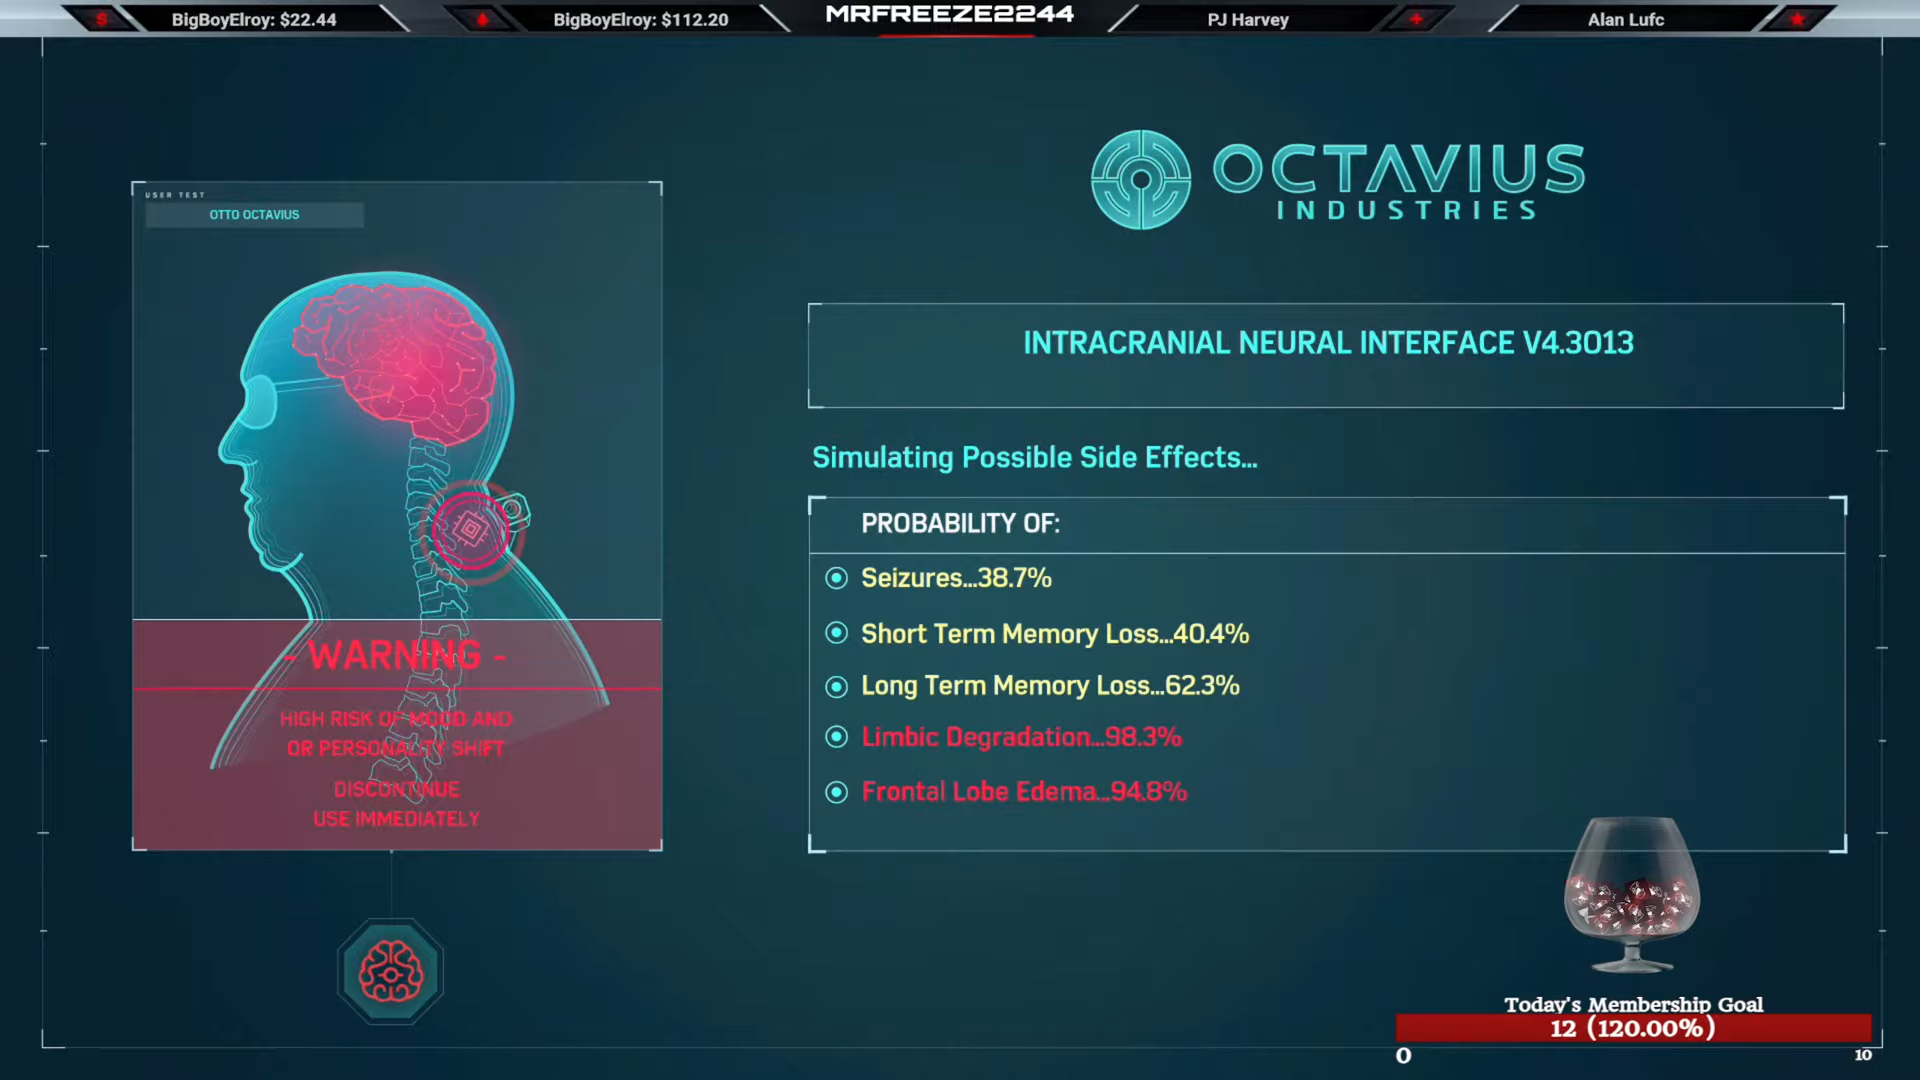 BigBoyElroy: $22.44
BigBoyElroy: $112.20
MRFREEZE2244
PJ Harvey
Alan Lufc
USER TEST
OTTO OCTAVIUS
- WARNING -
HIGH RISK OF MOOD AND
OR PERSONALITY SHIFT
DISCONTINUE
USE IMMEDIATELY
OCTAVIUS
INDUSTRIES
INTRACRANIAL NEURAL INTERFACE V4.3013
Simulating Possible Side Effects...
PROBABILITY OF:
Seizures...38.7%
Short Term Memory Loss...40.4%
Long Term Memory Loss...62.3%
Limbic Degradation...98.3%
Frontal Lobe Edema...94.8%
Today's Membership Goal
12 (120.00%)
0 10